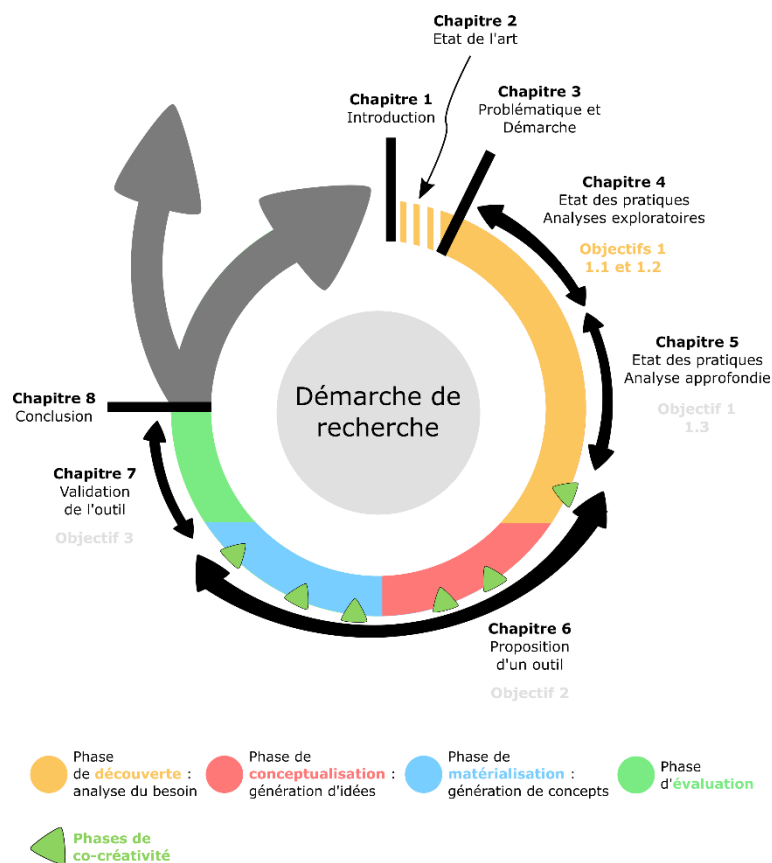 Chapitre 2
Etat de l'art
Chapitre 1
Introduction
Chapitre 3
Problématique et
Démarche
Chapitre 4
Etat des pratiques
Analyses exploratoires
Objectifs 1
1.1 et 1.2
Chapitre 5
Etat des pratiques
Analyse approfondie
Objectif 1
1.3
Démarche de
recherche
Chapitre 8
Conclusion
Chapitre 7
Validation
de l'outil
Objectif 3
Chapitre 6
Proposition
d'un outil
Objectif 2
Phase
de découverte :
analyse du besoin
Phase de
conceptualisation :
génération d'idées
Phase de
matérialisation :
génération de concepts
Phase
d'évaluation
Phases de
co-créativité